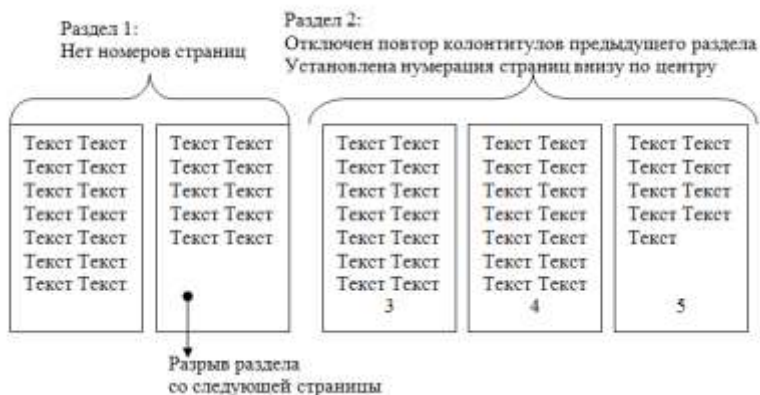 Раздел 1:
Нет номеров страниц
Раздел 2:
Отключен повтор колонтитулов предыдущего раздела
Установлена нумерация страниц внизу по центру
Текст Текст
Текст Текст
Текст Текст
Текст Текст
Текст Текст
Текст Текст
Текст Текст
Текст Текст
Текст Текст
Текст Текст
Текст Текст
Текст Текст
Разрыв раздела
со следующей страницы
Текст Текст
Текст Текст
Текст Текст
Текст Текст
Текст Текст
Текст Текст
Текст Текст
3
Текст Текст
Текст Текст
Текст Текст
Текст Текст
Текст Текст
Текст Текст
Текст Текст
4
Текст Текст
Текст Текст
Текст Текст
Текст Текст
Текст
5